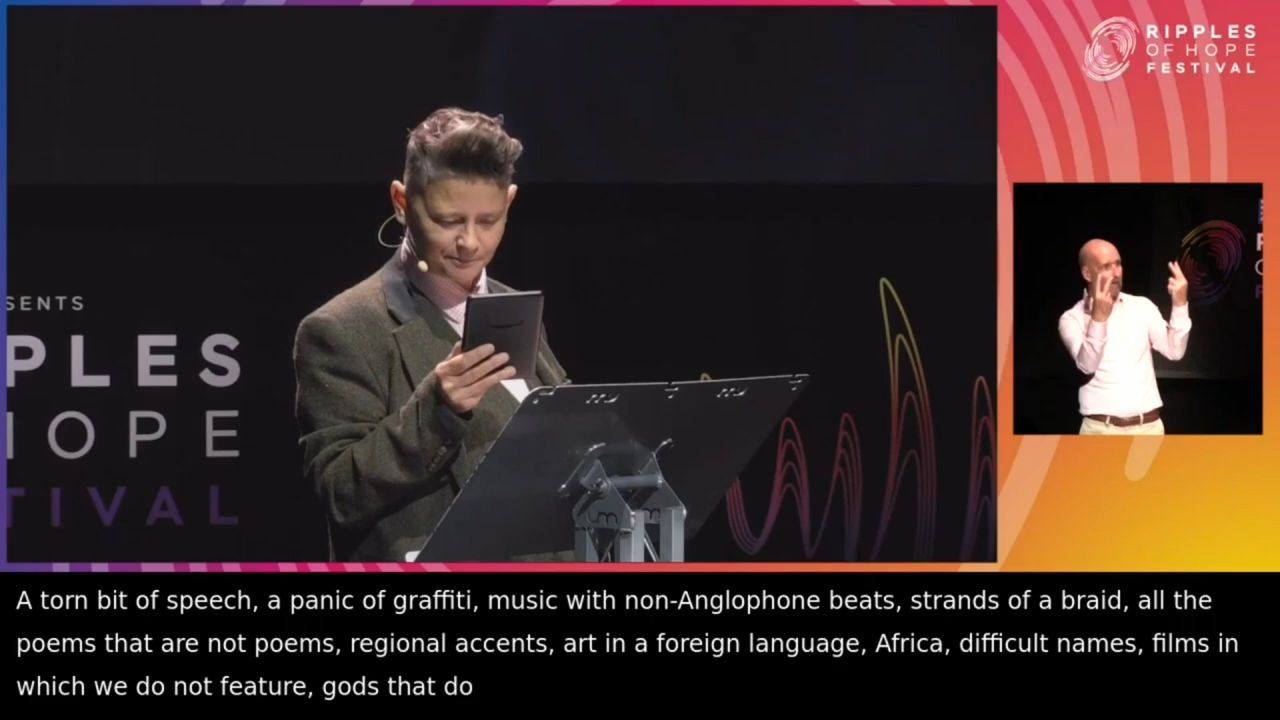 RIPPLES
OF HOPE
FESTIVAL
SENTS
PLES
HOPE
TIVAL
A torn bit of speech, a panic of graffiti, music with non-Anglophone beats, strands of a braid, all the
poems that are not poems, regional accents, art in a foreign language, Africa, difficult names, films in
which we do not feature, gods that do